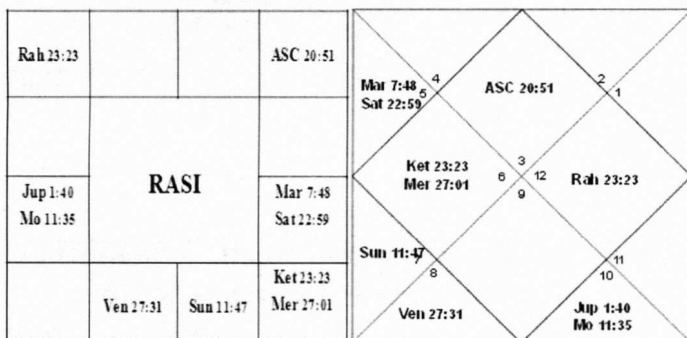 Rah 23:23
ASC 20:51
RASI
Jup 1:40
Mo 11:35
Mar 7:48
Sat 22:59
Ven 27:31
Sun 11:47
Ket 23:23
Mer 27:01
4
Mar 7:48
5
Sat 22:59
ASC 20:51
2
1
Ket 23:23
Mer 27:01
3
6
12
9
Rah 23:23
Sun 11:47
7
8
11
10
Ven 27:31
Jup 1:40
Mo 11:35